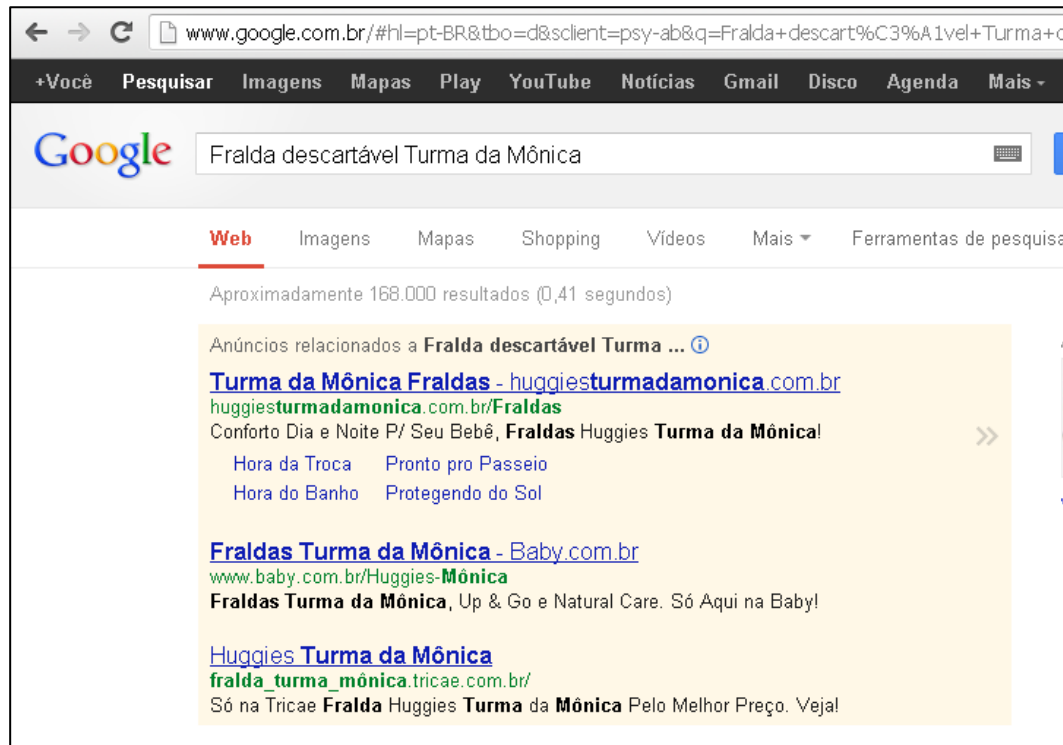 www.google.com.br/#hl=pt-BR&tbo=d&sclient=psy-ab&q=Fralda+descart%C3%A1vel+Turma+
+Você Pesquisar Imagens Mapas Play YouTube Notícias Gmail Disco Agenda Mais
Google Fralda descartável Turma da Mônica
Web Imagens Mapas Shopping Vídeos Mais Ferramentas de pesquisa
Aproximadamente 168.000 resultados (0,41 segundos)
Anúncios relacionados a Fralda descartável Turma ...
Turma da Mônica Fraldas - huggiesturmadamonica.com.br
huggiesturmadamonica.com.br/Fraldas
Conforto Dia e Noite P/ Seu Bebê, Fraldas Huggies Turma da Mônica!
Hora da Troca Pronto pro Passeio
Hora do Banho Protegendo do Sol
Fraldas Turma da Mônica - Baby.com.br
www.baby.com.br/Huggies-Mônica
Fraldas Turma da Mônica, Up & Go e Natural Care. Só Aqui na Baby!
Huggies Turma da Mônica
fralda_turma_mônica.tricae.com.br/
Só na Tricae Fralda Huggies Turma da Mônica Pelo Melhor Preço. Veja!